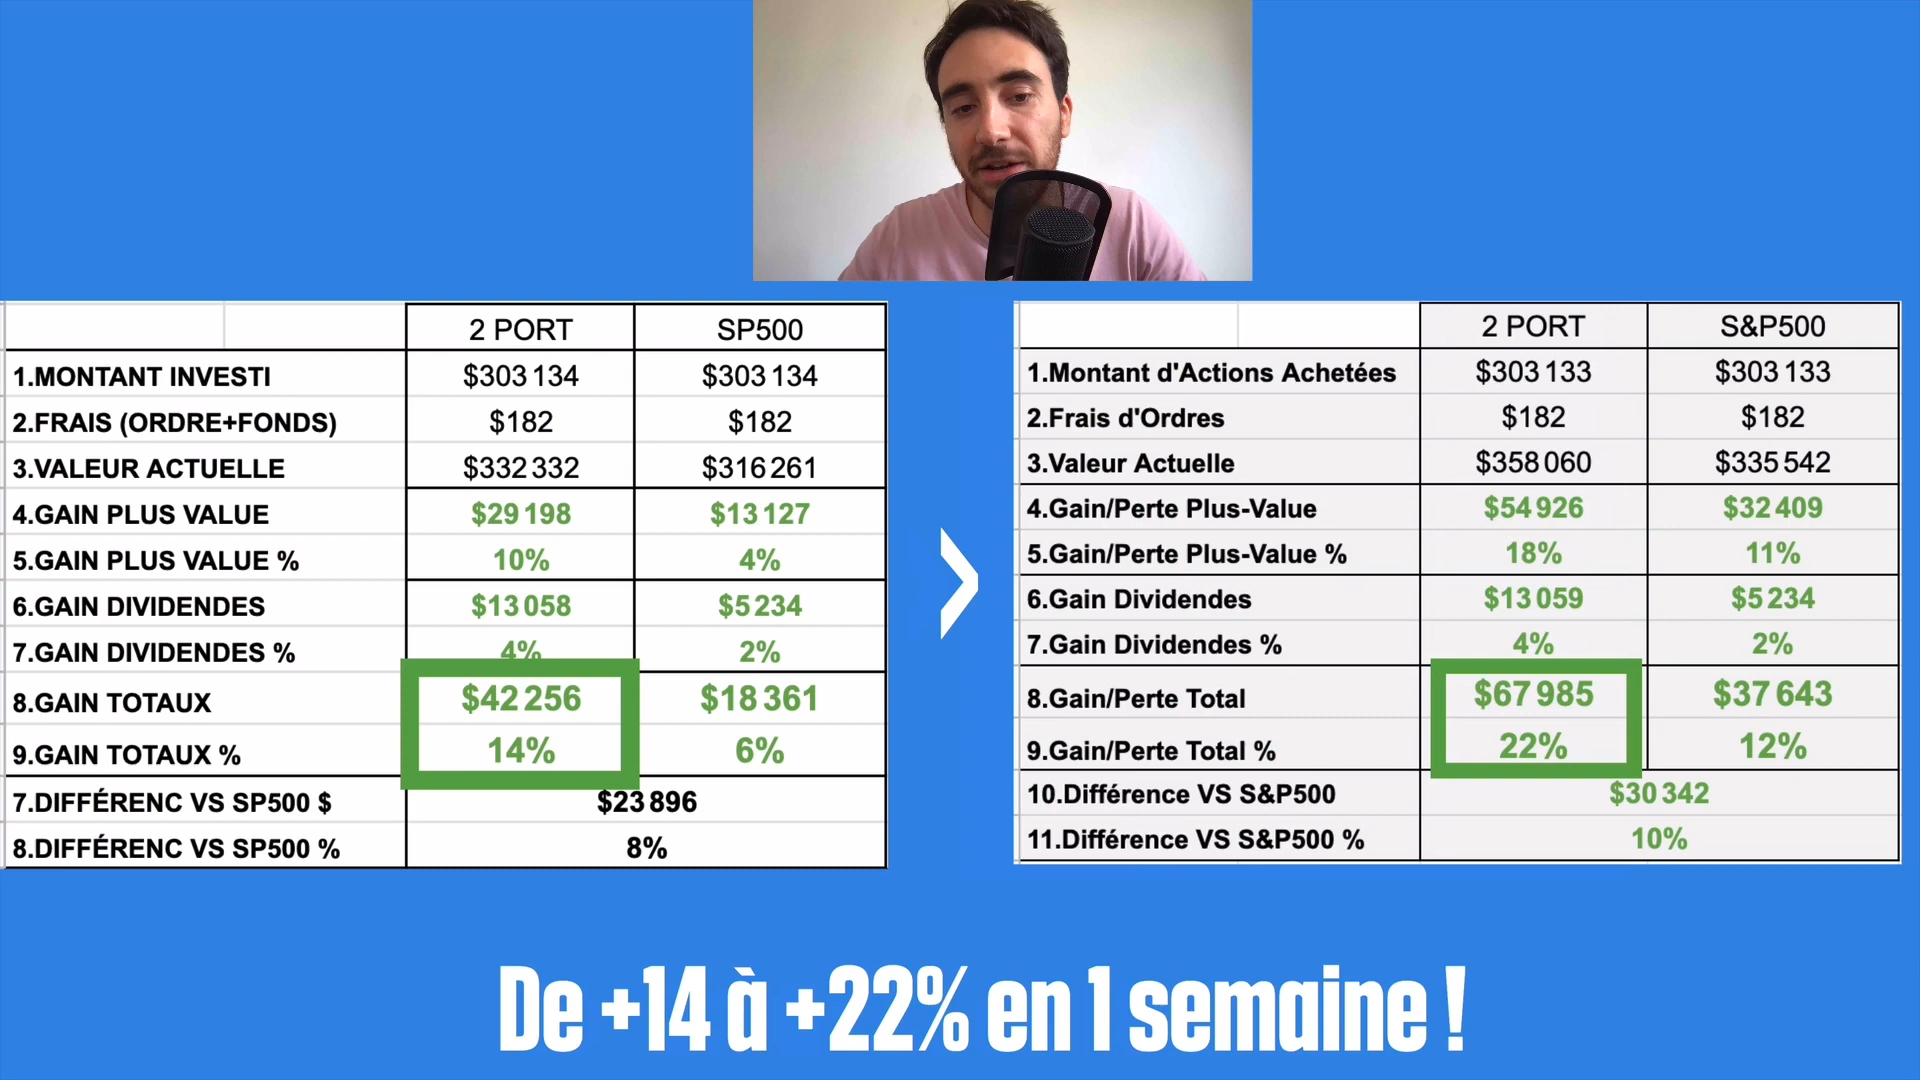 2 PORT SP500
1.MONTANT INVESTI $303 134 $303 134
2.FRAIS (ORDRE+FONDS) $182 $182
3.VALEUR ACTUELLE $332 332 $316 261
4.GAIN PLUS VALUE $29 198 $13 127
5.GAIN PLUS VALUE % 10% 4%
6.GAIN DIVIDENDES $13 058 $5 234
7.GAIN DIVIDENDES % 4% 2%
8.GAIN TOTAUX $42 256 $18 361
9.GAIN TOTAUX % 14% 6%
7.DIFFÉRENC VS SP500 $ $23 896
8.DIFFÉRENC VS SP500 % 8%
2 PORT S&P500
1.Montant d'Actions Achetées $303 133 $303 133
2.Frais d'Ordres $182 $182
3.Valeur Actuelle $358 060 $335 542
4.Gain/Perte Plus-Value $54 926 $32 409
5.Gain/Perte Plus-Value % 18% 11%
6.Gain Dividendes $13 059 $5 234
7.Gain Dividendes % 4% 2%
8.Gain/Perte Total $67 985 $37 643
9.Gain/Perte Total % 22% 12%
10.Différence VS S&P500 $30 342
11.Différence VS S&P500 % 10%
De +14 à +22% en 1 semaine !